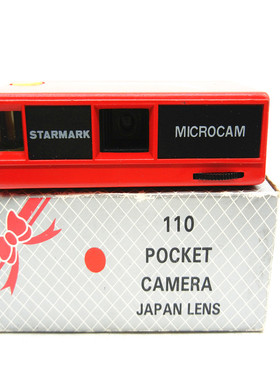 STARMARK
MICROCAM
110
POCKET
CAMERA
JAPAN LENS